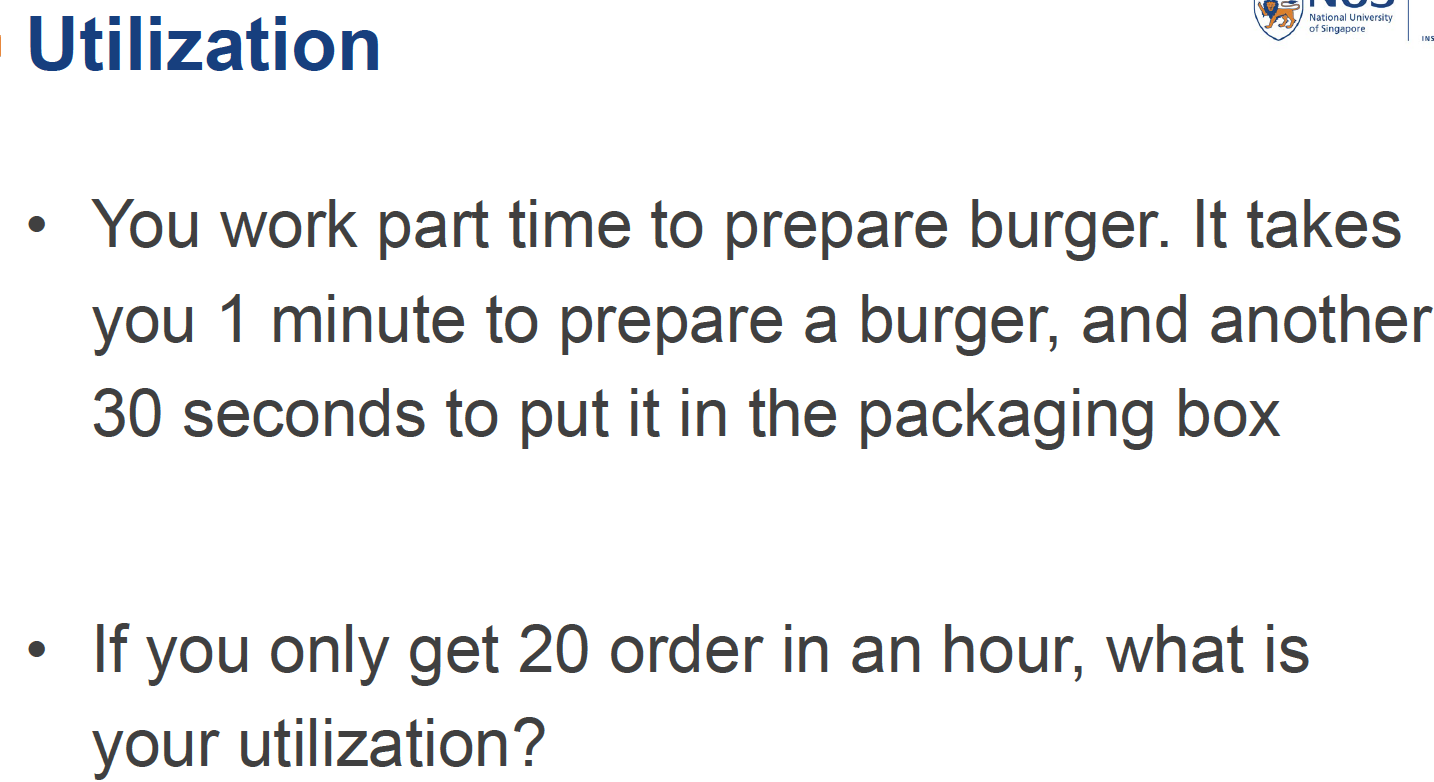 Utilization
National University
of Singapore
INS
• You work part time to prepare burger. It takes
you 1 minute to prepare a burger, and another
30 seconds to put it in the packaging box
• If you only get 20 order in an hour, what is
your utilization?